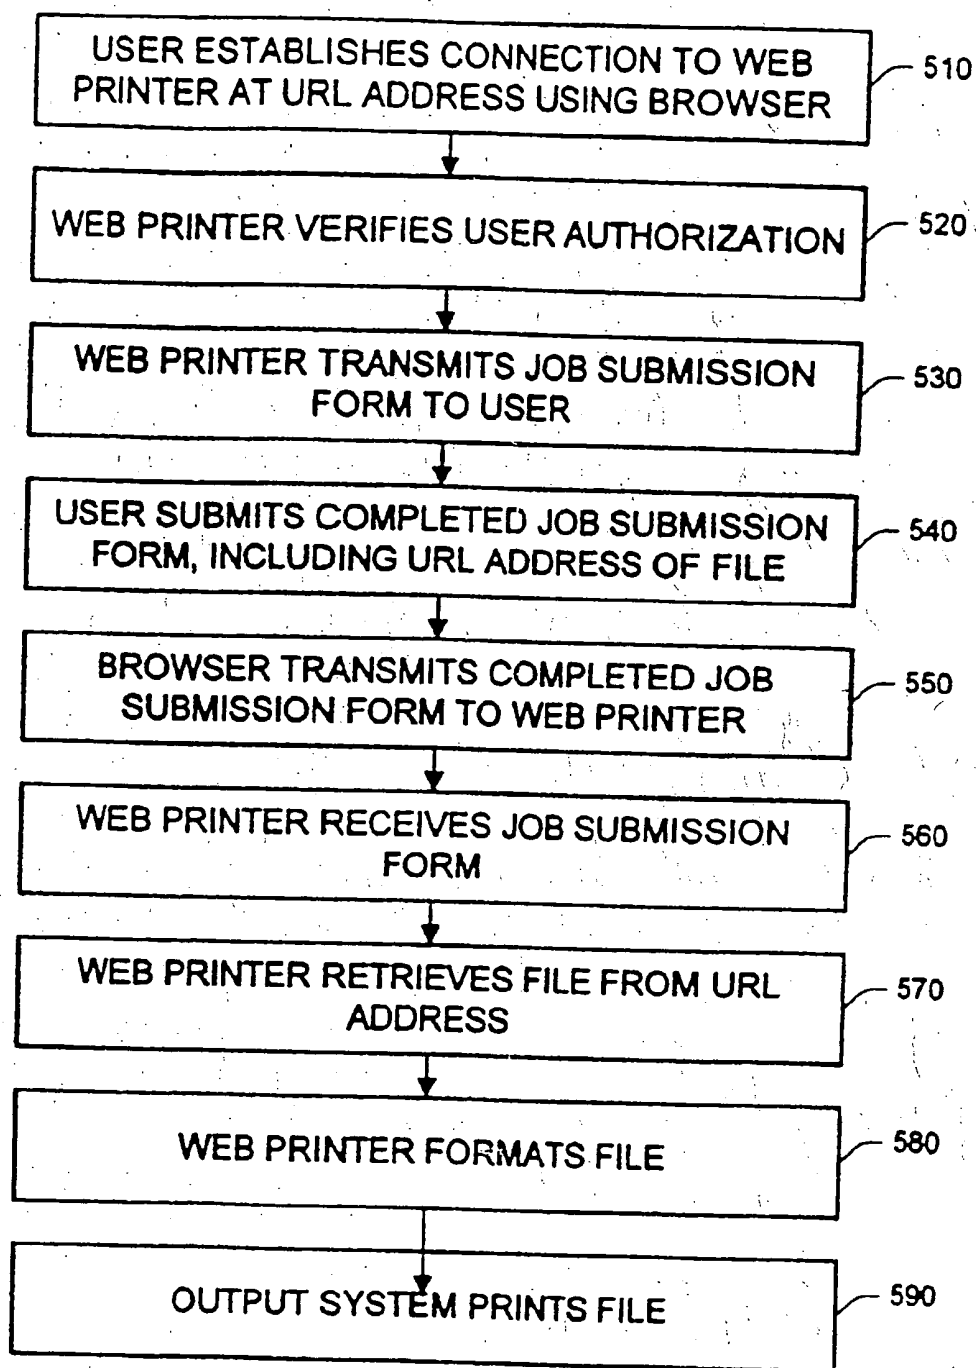 USER ESTABLISHES CONNECTION TO WEB
PRINTER AT URL ADDRESS USING BROWSER
510
WEB PRINTER VERIFIES USER AUTHORIZATION
520
WEB PRINTER TRANSMITS JOB SUBMISSION
FORM TO USER
530
USER SUBMITS COMPLETED JOB SUBMISSION
FORM, INCLUDING URL ADDRESS OF FILE
540
BROWSER TRANSMITS COMPLETED JOB
SUBMISSION FORM TO WEB PRINTER
550
WEB PRINTER RECEIVES JOB SUBMISSION
FORM
560
WEB PRINTER RETRIEVES FILE FROM URL
ADDRESS
570
WEB PRINTER FORMATS FILE
580
OUTPUT SYSTEM PRINTS FILE
590